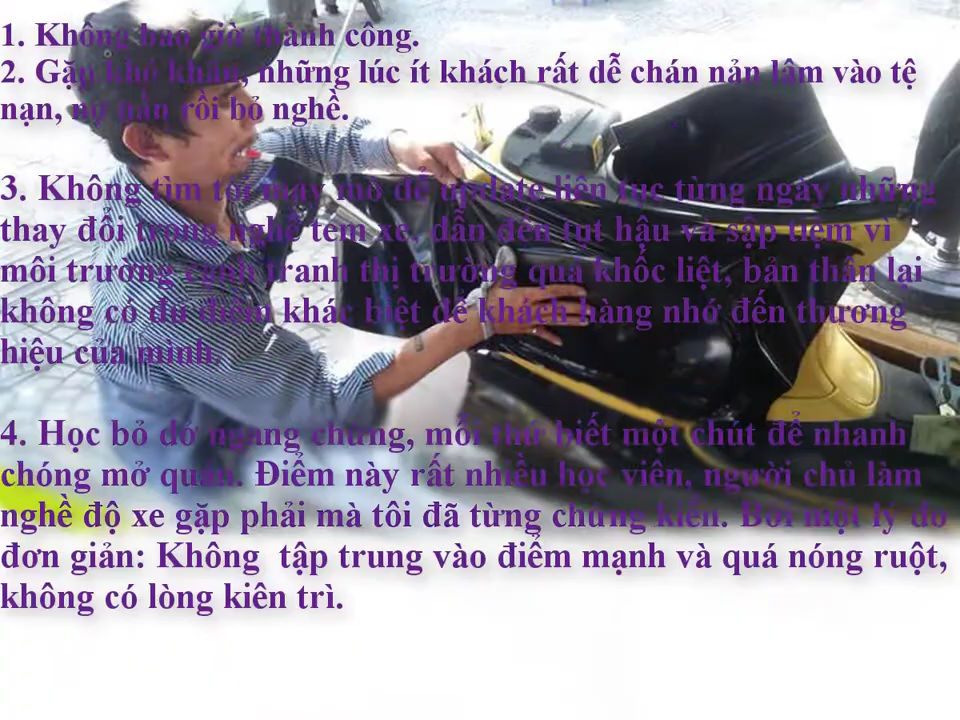 1. Không bao giờ thành công.
2. Gặp khó khăn, những lúc ít khách rất dễ chán nản lâm vào tệ
nạn, nợ nần rồi bỏ nghề.
3. Không tìm tòi mày mò để update liên tục từng ngày những
thay đổi trong nghề tem xe, dẫn đến tụt hậu và sập tiệm vì
môi trường cạnh tranh thị trường quá khốc liệt, bản thân lại
không có đủ điểm khác biệt để khách hàng nhớ đến thương
hiệu của mình.
4. Học bỏ dở ngang chừng, mỗi thứ biết một chút để nhanh
chóng mở quán. Điểm này rất nhiều học viên, người chủ làm
nghề độ xe gặp phải mà tôi đã từng chứng kiến. Bởi một lý do
đơn giản: Không tập trung vào điểm mạnh và quá nóng ruột,
không có lòng kiên trì.